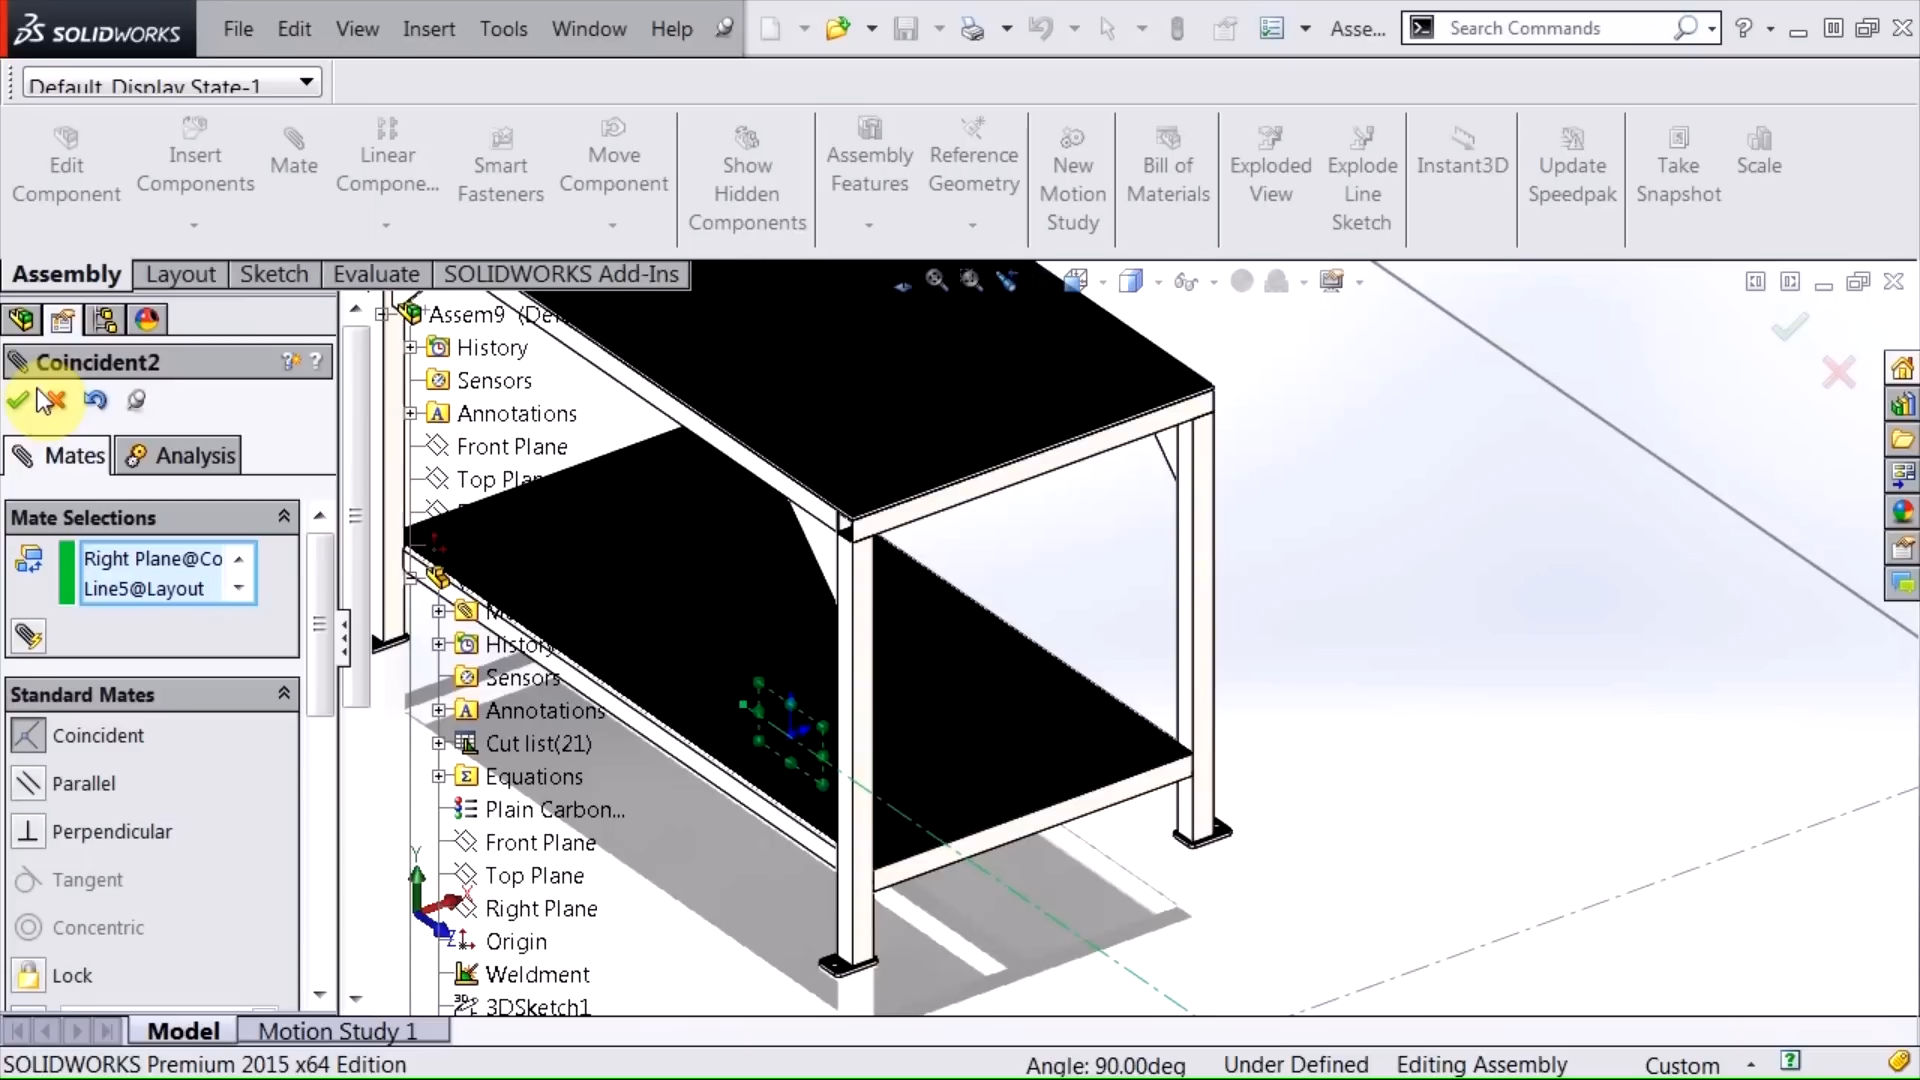 SOLIDWORKS File Edit View Insert Tools Window Help Asse... Search Commands
Default_Display State-1
Edit Component
Insert Components
Mate
Linear Compone...
Smart Fasteners
Move Component
Show Hidden Components
Assembly Features
Reference Geometry
New Motion Study
Bill of Materials
Exploded View
Explode Line Sketch
Instant3D
Update Speedpak
Take Snapshot
Scale
Assembly Layout Sketch Evaluate SOLIDWORKS Add-Ins
Coincident2
Mates Analysis
Mate Selections
Right Plane@Co
Line5@Layout
Standard Mates
Coincident
Parallel
Perpendicular
Tangent
Concentric
Lock
Assem9 (De
History
Sensors
Annotations
Front Plane
Top Pla
History
Sensors
Annotations
Cut list(21)
Equations
Plain Carbon...
Front Plane
Top Plane
Right Plane
Origin
Weldment
3DSketch1
Y
X
Z
Model Motion Study 1
SOLIDWORKS Premium 2015 x64 Edition Angle: 90.00deg Under Defined Editing Assembly Custom